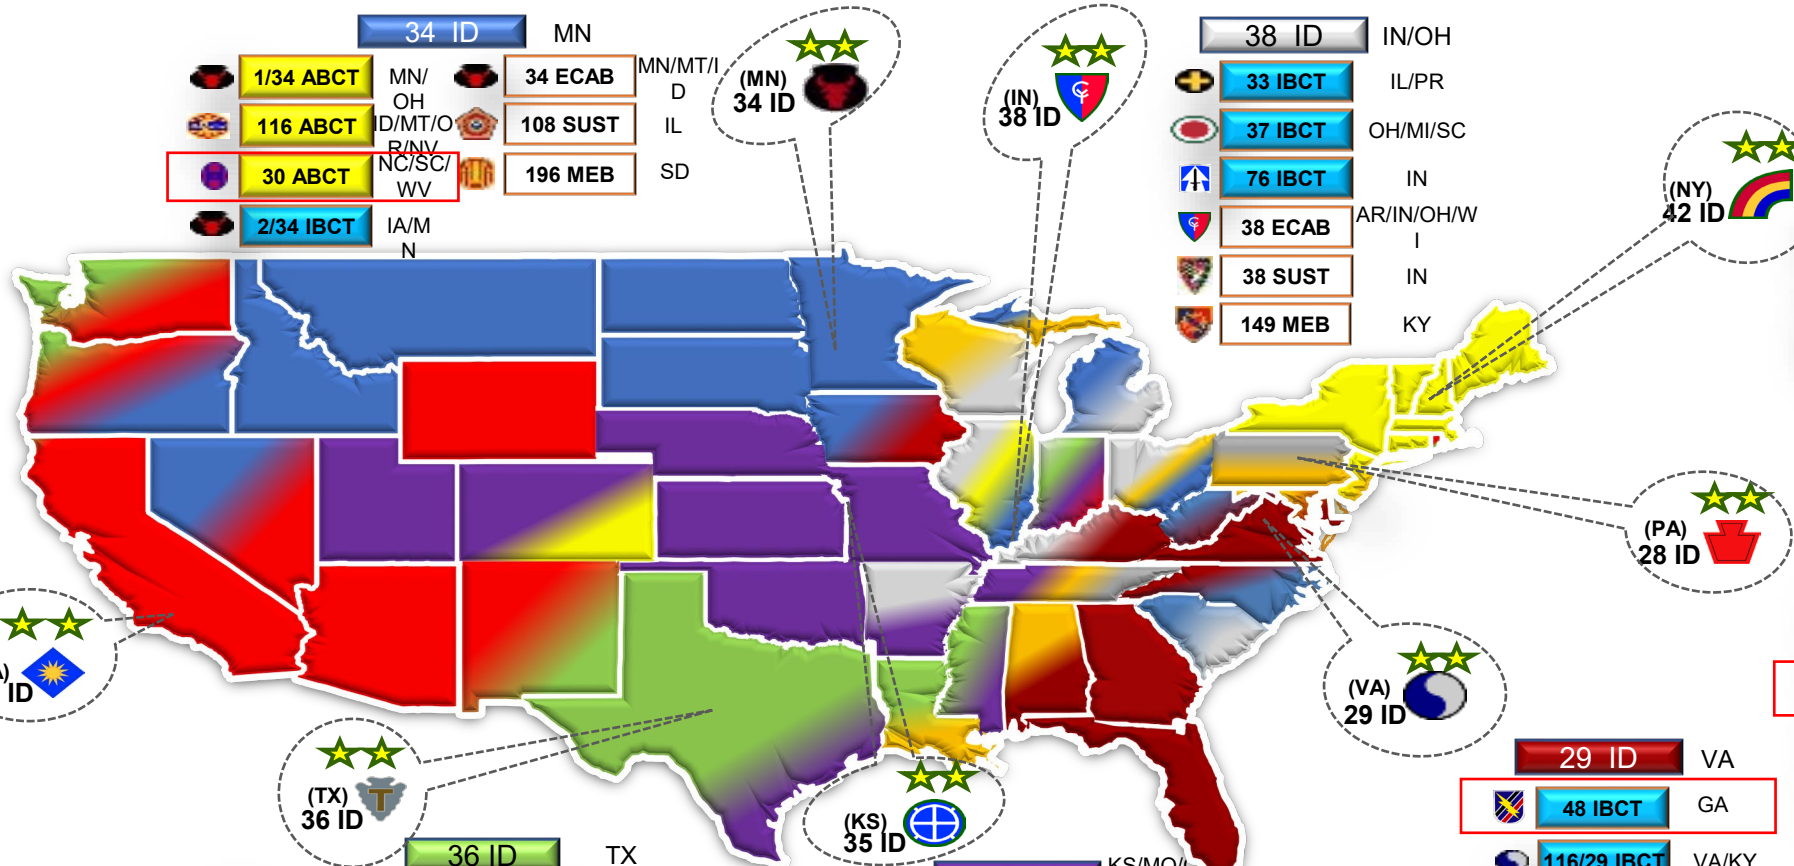 34 ID MN
1/34 ABCT MN/
OH
116 ABCT ID/MT/O
R/NV
30 ABCT NC/SC/
WV
2/34 IBCT IA/M
N
34 ECAB MN/MT/I
D
108 SUST IL
196 MEB SD
(MN)
34 ID
(IN)
38 ID
38 ID IN/OH
33 IBCT IL/PR
37 IBCT OH/MI/SC
76 IBCT IN
38 ECAB AR/IN/OH/W
I
38 SUST IN
149 MEB KY
(NY)
42 ID
(PA)
28 ID
(VA)
29 ID
ID
(TX)
36 ID
(KS)
35 ID
36 ID TX
KS/MO/
29 ID VA
48 IBCT GA
116/29 IBCT VA/KY